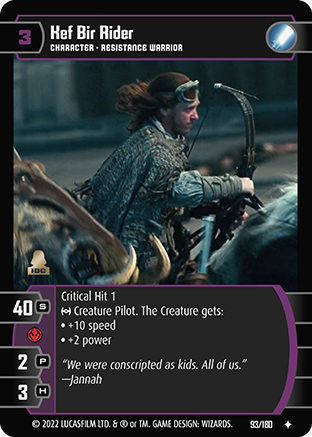 3 Kef Bir Rider
CHARACTER - RESISTANCE WARRIOR
IDC
40 S
2 P
3 H
Critical Hit 1
Creature Pilot. The Creature gets:
• +10 speed
• +2 power
“We were conscripted as kids. All of us.”
—Jannah
© 2022 LUCASFILM LTD. & ® or TM. GAME DESIGN: WIZARDS. 93/180